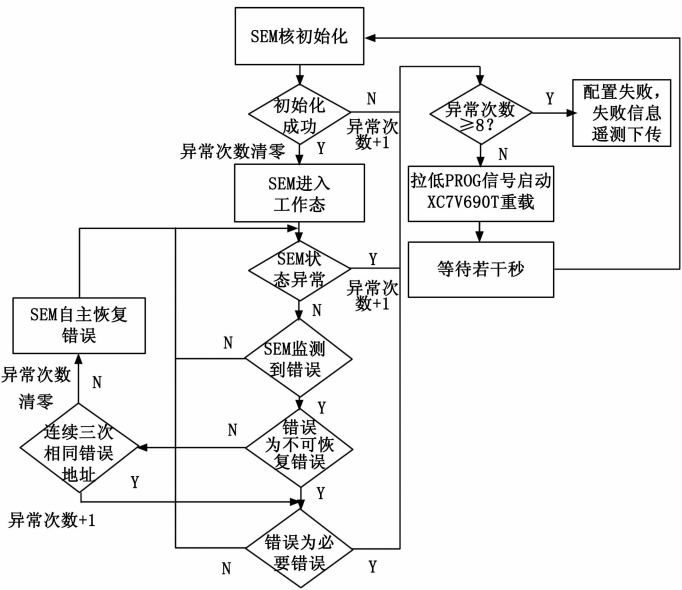 SEM核初始化
初始化
成功
N
异常次
数+1
Y
异常次数清零
SEM进入
工作态
SEM状
态异常
Y
异常次
数+1
N
SEM监测
到错误
N
Y
错误
为不可恢
复错误
N
Y
SEM自主恢复
错误
异常次数
清零
N
连续三次
相同错误
地址
Y
异常次数+1
错误为必
要错误
N
Y
异常次数
≥8?
Y
配置失败，
失败信息
遥测下传
N
拉低PROG信号启动
XC7V690T重载
等待若干秒